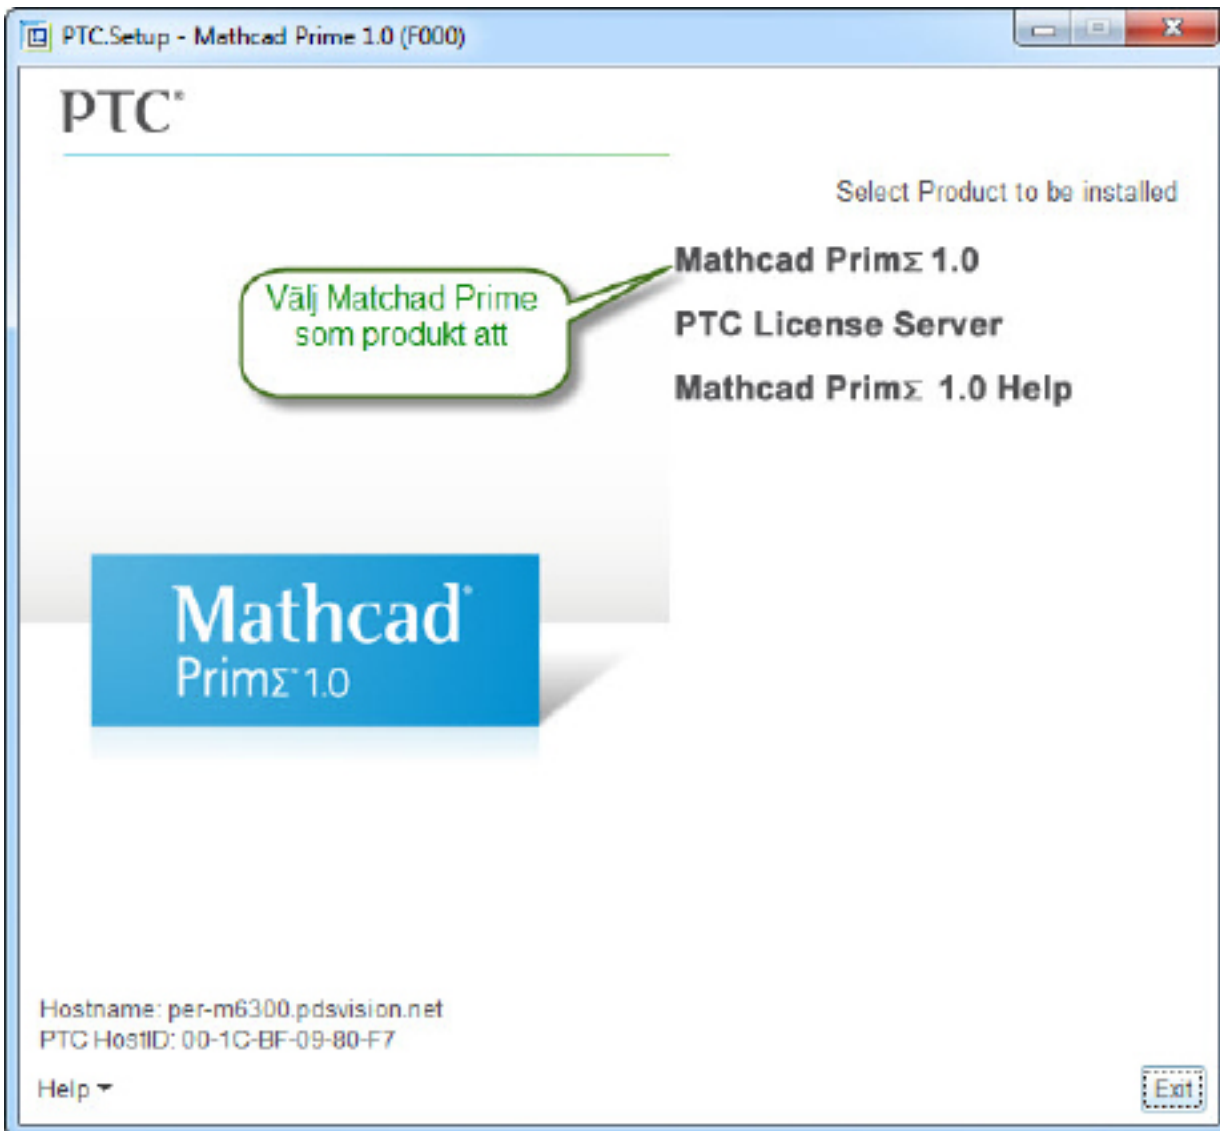 PTC.Setup - Mathcad Prime 1.0 (F000)
PTC®
Select Product to be installed
Mathcad PrimΣ 1.0
Välj Matchad Prime
som produkt att
PTC License Server
Mathcad PrimΣ 1.0 Help
Mathcad®
PrimΣ™ 1.0
Hostname: per-m6300.pdsvision.net
PTC HostID: 00-1C-BF-09-80-F7
Help
Exit